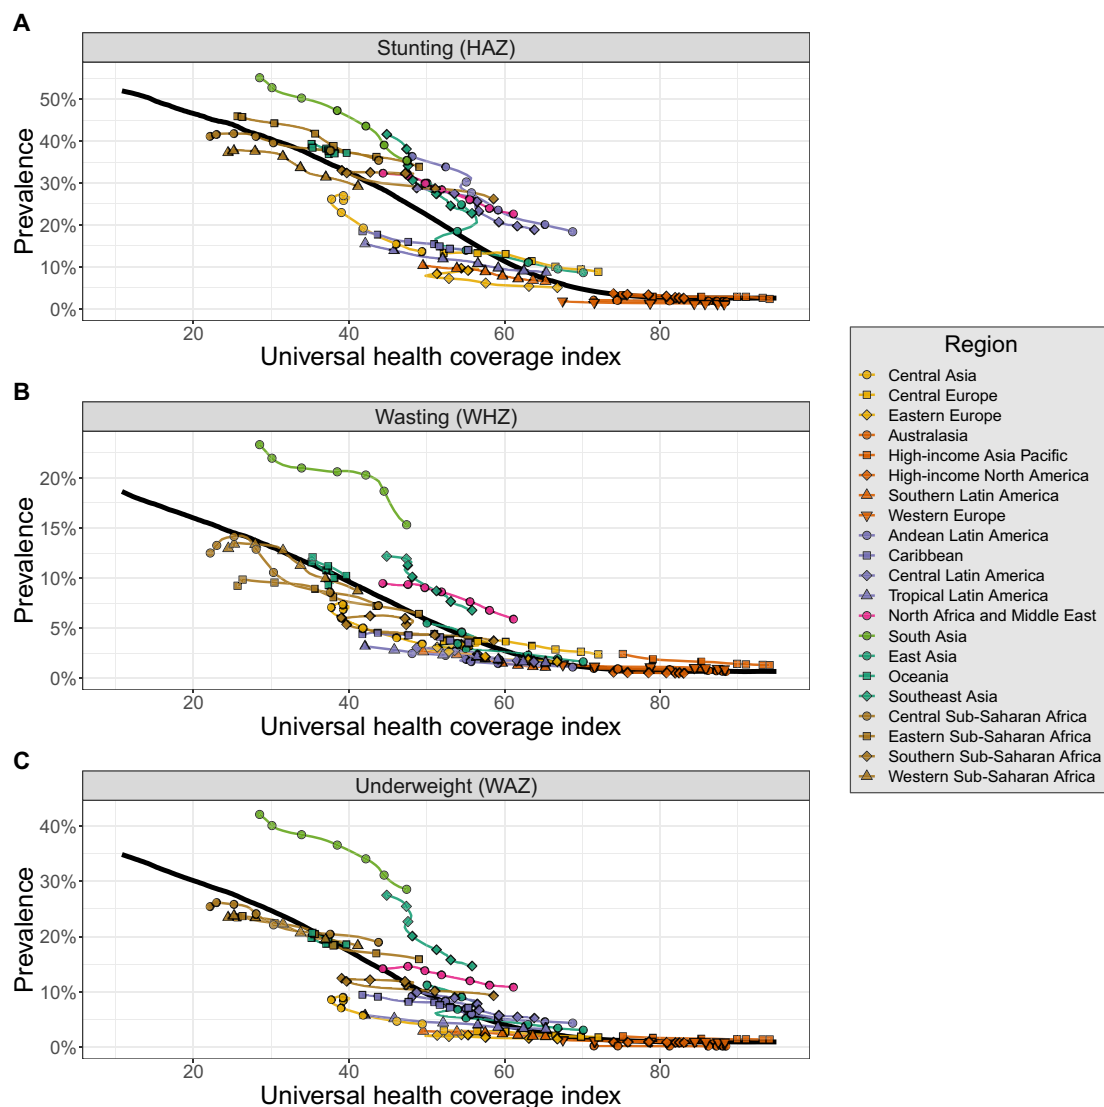 A
Stunting (HAZ)
50%
40%
30%
20%
10%
0%
Prevalence
20 40 60 80
Universal health coverage index
B
Wasting (WHZ)
20%
15%
10%
5%
0%
Prevalence
20 40 60 80
Universal health coverage index
C
Underweight (WAZ)
40%
30%
20%
10%
0%
Prevalence
20 40 60 80
Universal health coverage index
Region
Central Asia
Central Europe
Eastern Europe
Australasia
High-income Asia Pacific
High-income North America
Southern Latin America
Western Europe
Andean Latin America
Caribbean
Central Latin America
Tropical Latin America
North Africa and Middle East
South Asia
East Asia
Oceania
Southeast Asia
Central Sub-Saharan Africa
Eastern Sub-Saharan Africa
Southern Sub-Saharan Africa
Western Sub-Saharan Africa